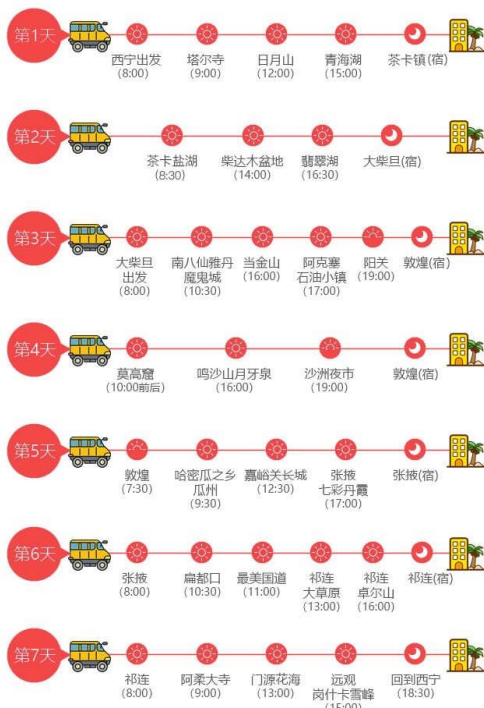 第1天
西宁出发 塔尔寺 日月山 青海湖 茶卡镇(宿)
(8:00) (9:00) (12:00) (15:00)
第2天
茶卡盐湖 柴达木盆地 翡翠湖 大柴旦(宿)
(8:30) (14:00) (16:30)
第3天
大柴旦 南八仙雅丹 当金山 阿克塞 阳关 敦煌(宿)
出发 魔鬼城 (16:00) 石油小镇 (19:00)
(8:00) (10:30) (17:00)
第4天
莫高窟 鸣沙山月牙泉 沙洲夜市 敦煌(宿)
(10:00前后) (16:00) (19:00)
第5天
敦煌 哈密瓜之乡 嘉峪关长城 张掖 张掖(宿)
(7:30) 瓜州 (12:30) 七彩丹霞
(9:30) (17:00)
第6天
张掖 扁都口 最美国道 祁连 祁连 祁连(宿)
(8:00) (10:30) (11:00) 大草原 卓尔山
(13:00) (16:00)
第7天
祁连 阿柔大寺 门源花海 远观 回到西宁
(8:00) (9:00) (13:00) 岗什卡雪峰 (18:30)
(15:00)